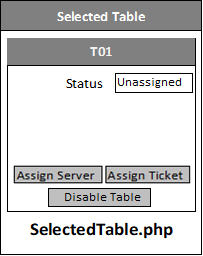 Selected Table
T01
Status Unassigned
Assign Server Assign Ticket
Disable Table
SelectedTable.php